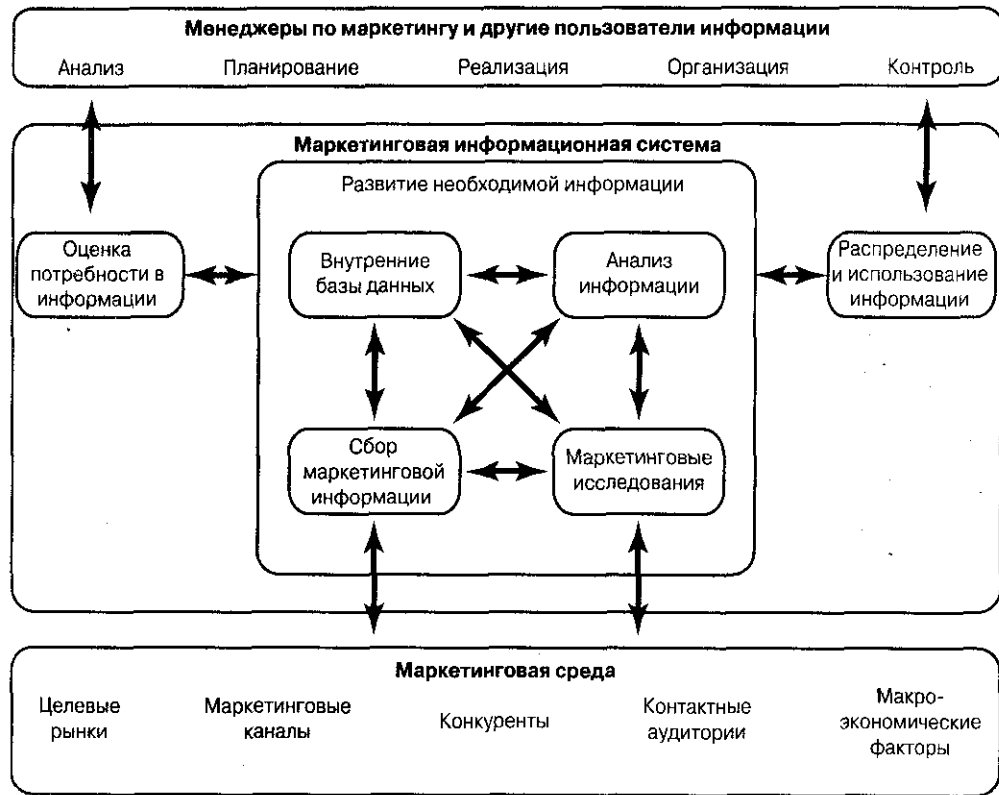 Менеджеры по маркетингу и другие пользователи информации
Анализ Планирование Реализация Организация Контроль
Маркетинговая информационная система
Развитие необходимой информации
Оценка
потребности в
информации
Внутренние
базы данных
Анализ
информации
Распределение
и использование
информации
Сбор
маркетинговой
информации
Маркетинговые
исследования
Маркетинговая среда
Целевые
рынки
Маркетинговые
каналы
Конкуренты
Контактные
аудитории
Макро-
экономические
факторы